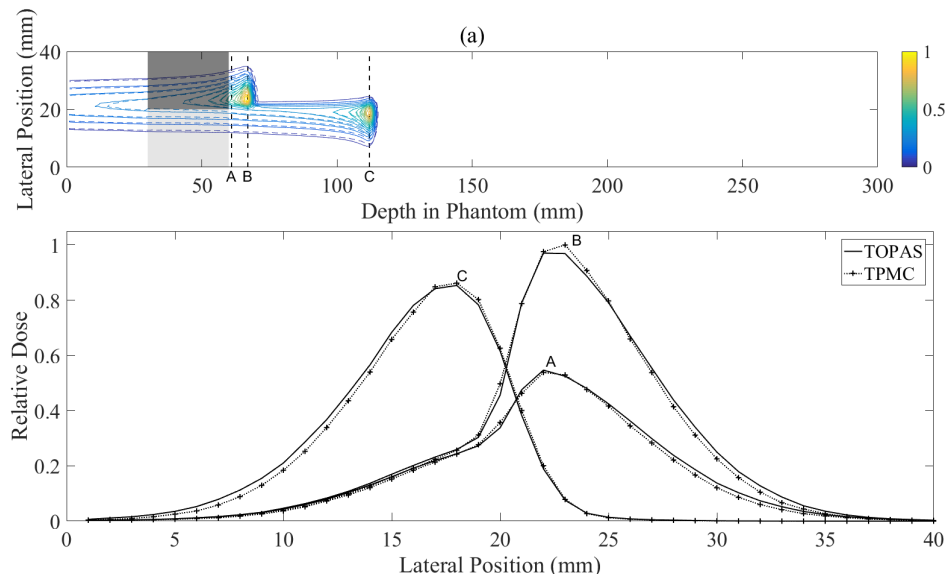 (a)
Lateral Position (mm)
40
20
0
0 50 100 150 200 250 300
A B C
Depth in Phantom (mm)
1
0.5
0
Relative Dose
1
0.8
0.6
0.4
0.2
0
C
B
A
TOPAS
TPMC
0 5 10 15 20 25 30 35 40
Lateral Position (mm)